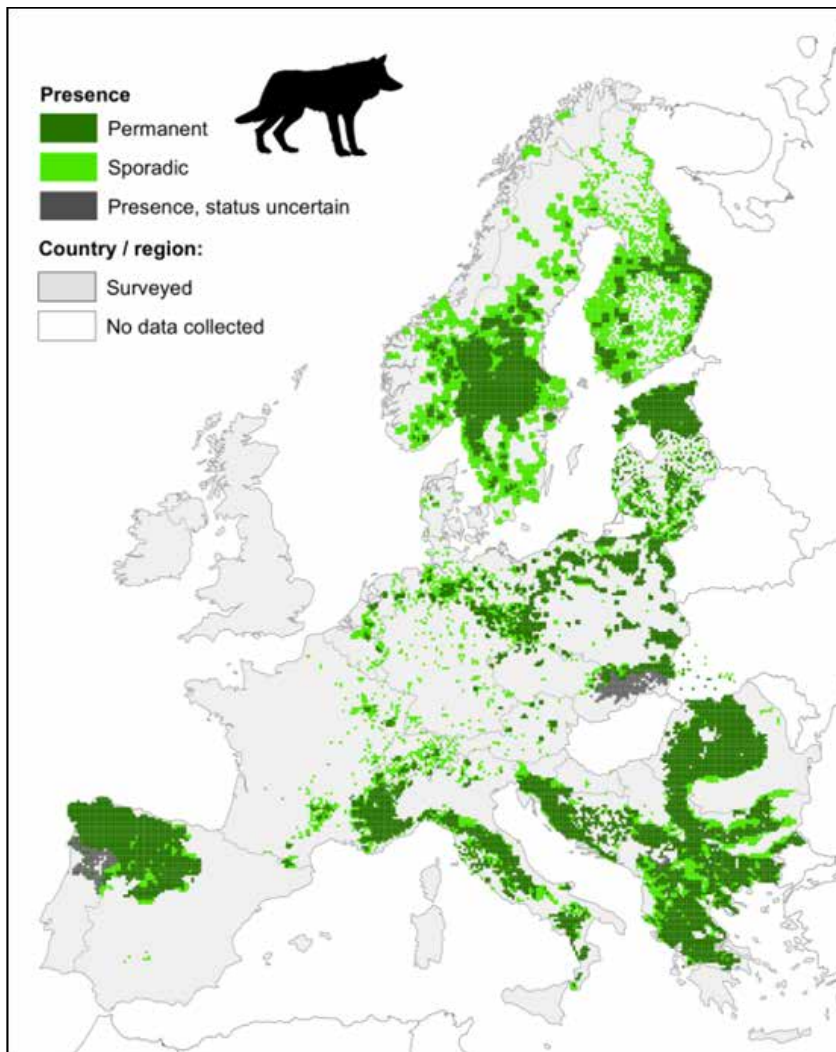 Presence
Permanent
Sporadic
Presence, status uncertain
Country / region:
Surveyed
No data collected